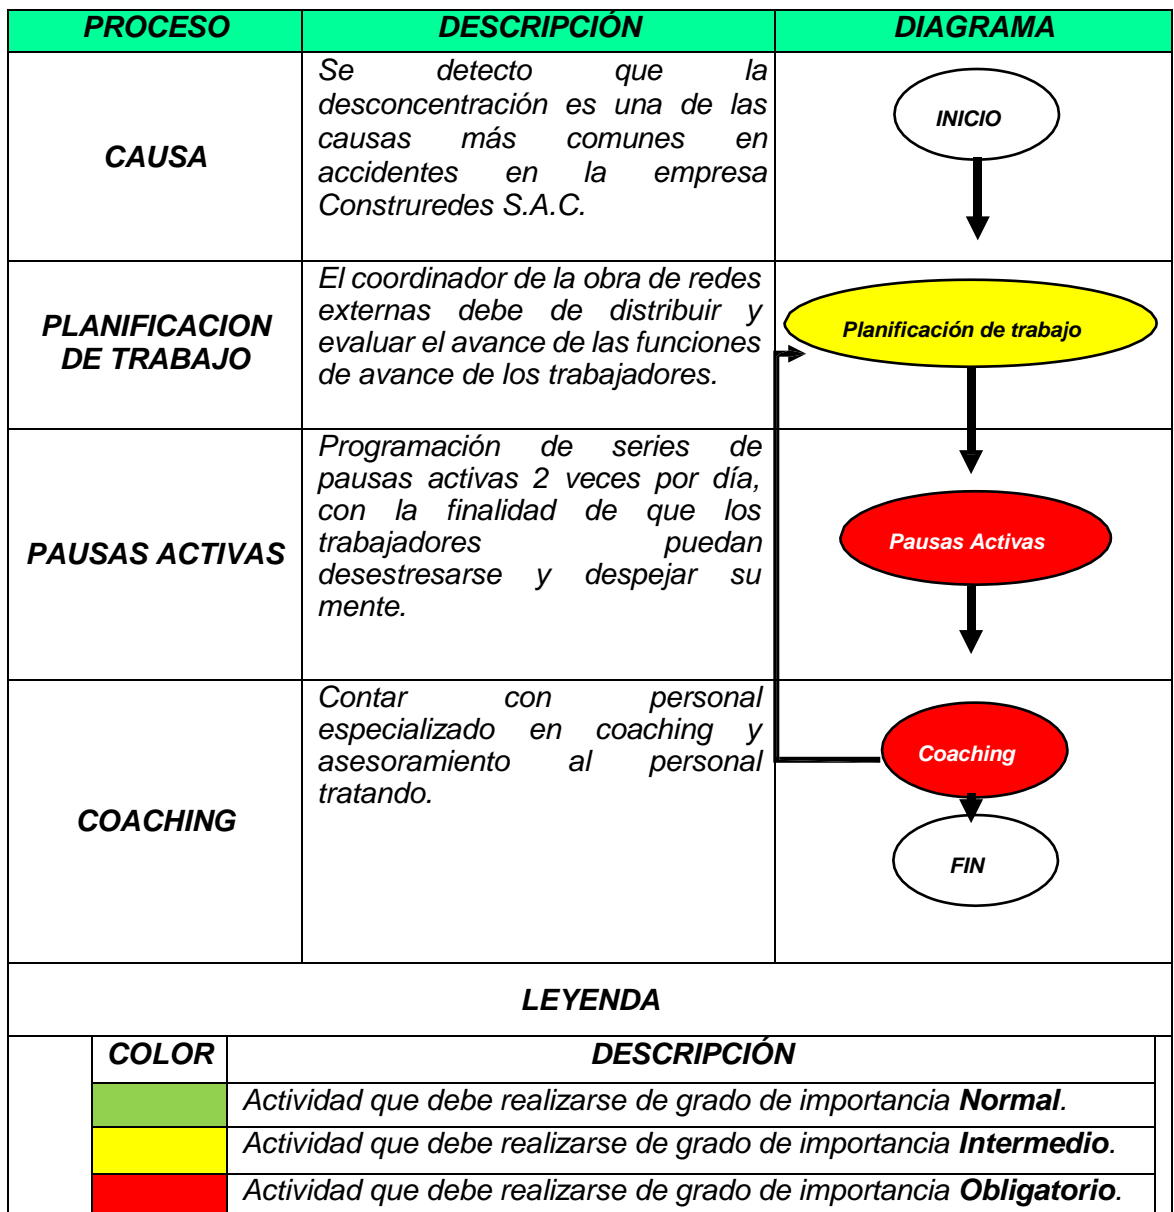 PROCESO DESCRIPCIÓN DIAGRAMA
CAUSA
Se detecto que la
desconcentración es una de las
causas más comunes en
accidentes en la empresa
Construredes S.A.C.
INICIO
PLANIFICACION
DE TRABAJO
El coordinador de la obra de redes
externas debe de distribuir y
evaluar el avance de las funciones
de avance de los trabajadores.
Planificación de trabajo
PAUSAS ACTIVAS
Programación de series de
pausas activas 2 veces por día,
con la finalidad de que los
trabajadores puedan
desestresarse y despejar su
mente.
Pausas Activas
COACHING
Contar con personal
especializado en coaching y
asesoramiento al personal
tratando.
Coaching
FIN
LEYENDA
COLOR DESCRIPCIÓN
Actividad que debe realizarse de grado de importancia Normal.
Actividad que debe realizarse de grado de importancia Intermedio.
Actividad que debe realizarse de grado de importancia Obligatorio.